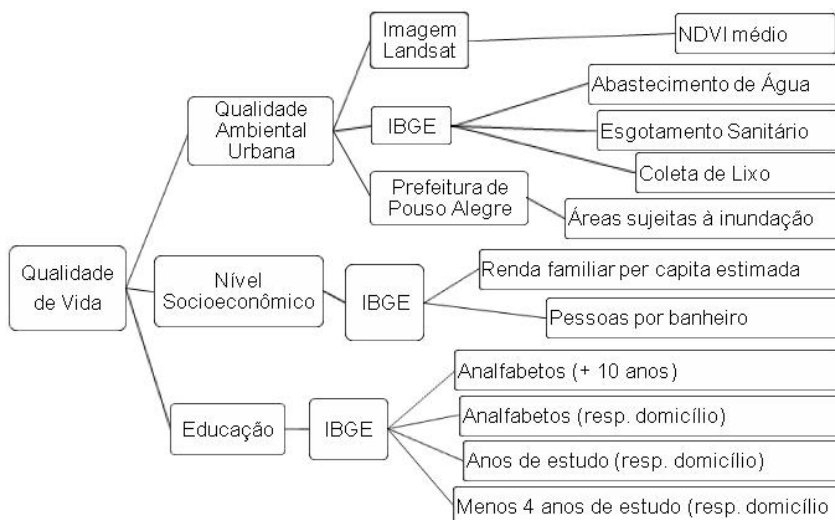 Imagem
Landsat
NDVI médio
Qualidade
Ambiental
Urbana
IBGE
Abastecimento de Água
Esgotamento Sanitário
Coleta de Lixo
Prefeitura de
Pouso Alegre
Áreas sujeitas à inundação
Qualidade
de Vida
Nível
Socioeconômico
IBGE
Renda familiar per capita estimada
Pessoas por banheiro
Educação
IBGE
Analfabetos (+ 10 anos)
Analfabetos (resp. domicílio)
Anos de estudo (resp. domicílio)
Menos 4 anos de estudo (resp. domicílio